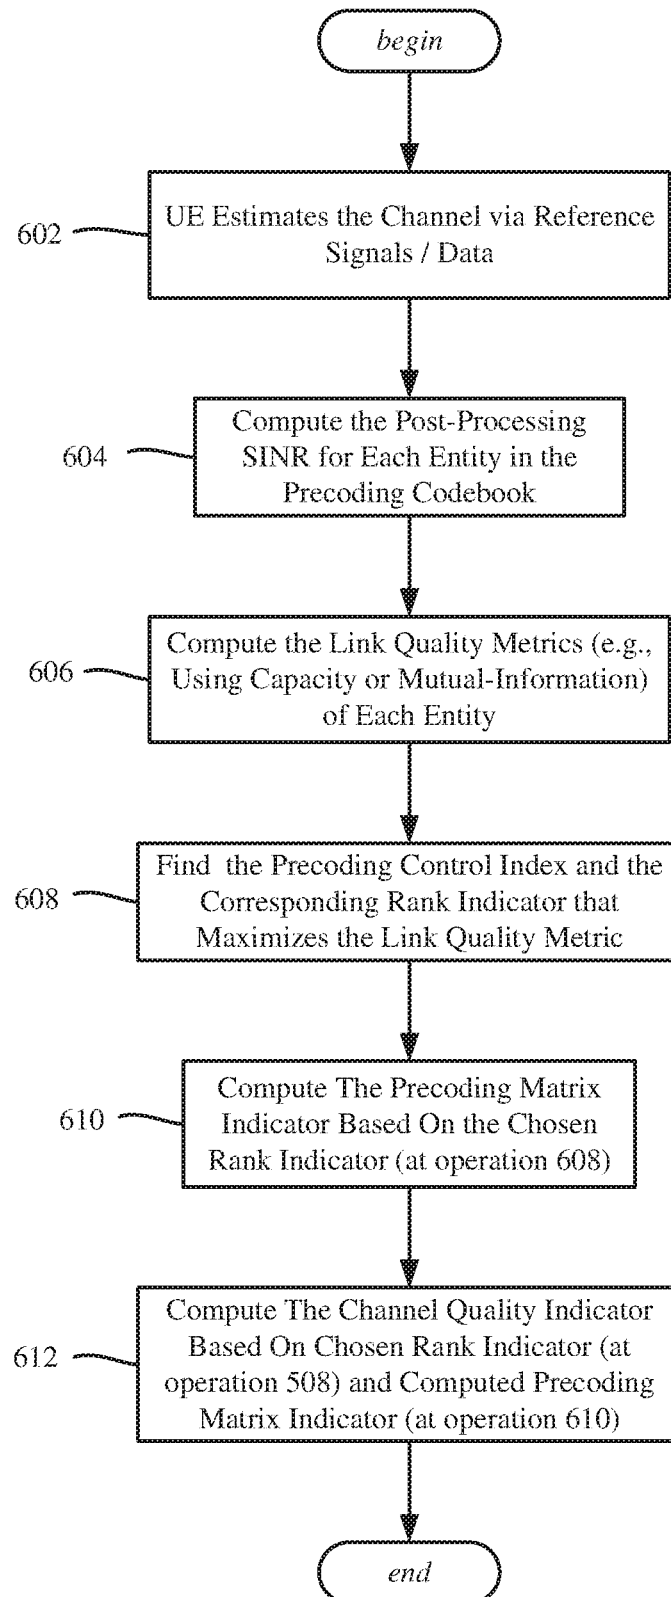 begin
602
UE Estimates the Channel via Reference
Signals / Data
604
Compute the Post-Processing
SINR for Each Entity in the
Precoding Codebook
606
Compute the Link Quality Metrics (e.g.,
Using Capacity or Mutual-Information)
of Each Entity
608
Find the Precoding Control Index and the
Corresponding Rank Indicator that
Maximizes the Link Quality Metric
610
Compute The Precoding Matrix
Indicator Based On the Chosen
Rank Indicator (at operation 608)
612
Compute The Channel Quality Indicator
Based On Chosen Rank Indicator (at
operation 508) and Computed Precoding
Matrix Indicator (at operation 610)
end